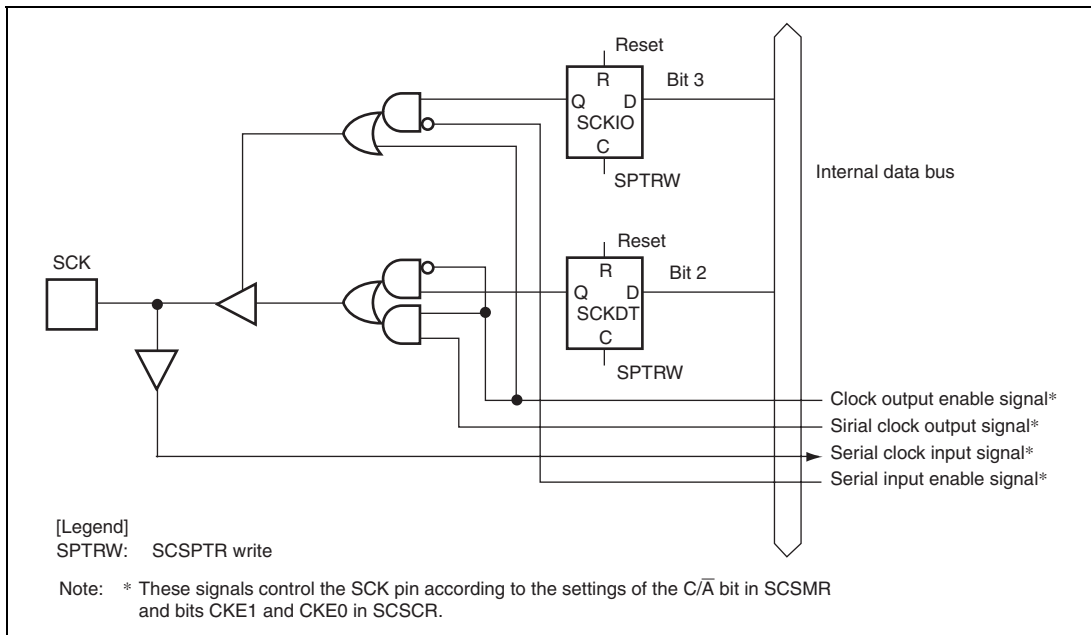 Reset
R
Bit 3
Q
D
SCKIO
C
SPTRW
Internal data bus
Reset
SCK
R
Bit 2
Q
D
SCKDT
C
SPTRW
Clock output enable signal*
Sirial clock output signal*
Serial clock input signal*
Serial input enable signal*
[Legend]
SPTRW: SCSPTR write
Note: * These signals control the SCK pin according to the settings of the C/A̅ bit in SCSMR
and bits CKE1 and CKE0 in SCSCR.